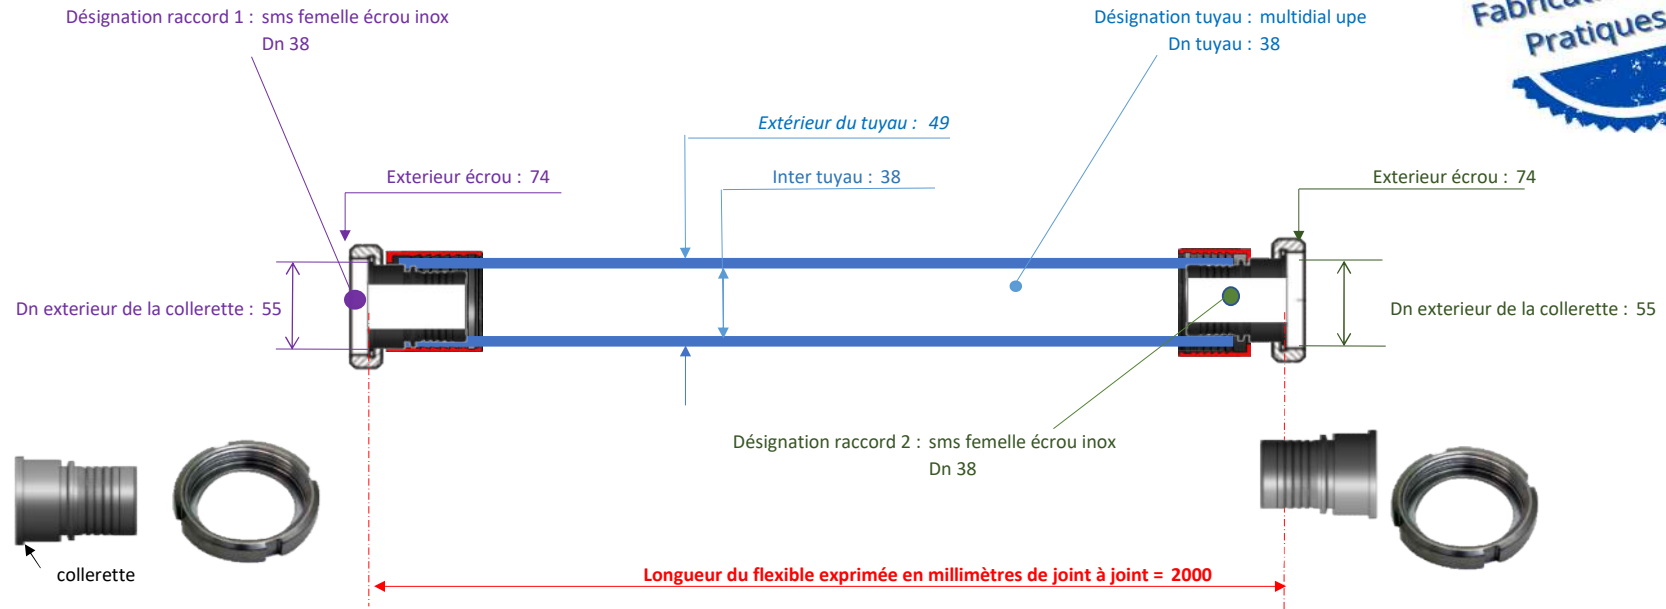 Désignation raccord 1 : sms femelle écrou inox
Dn 38
Désignation tuyau : multidial upe
Dn tuyau : 38
Pratiques
Extérieur du tuyau : 49
Exterieur écrou : 74
Inter tuyau : 38
Exterieur écrou : 74
Dn exterieur de la collerette : 55
Dn exterieur de la collerette : 55
Désignation raccord 2 : sms femelle écrou inox
Dn 38
collerette
Longueur du flexible exprimée en millimètres de joint à joint = 2000